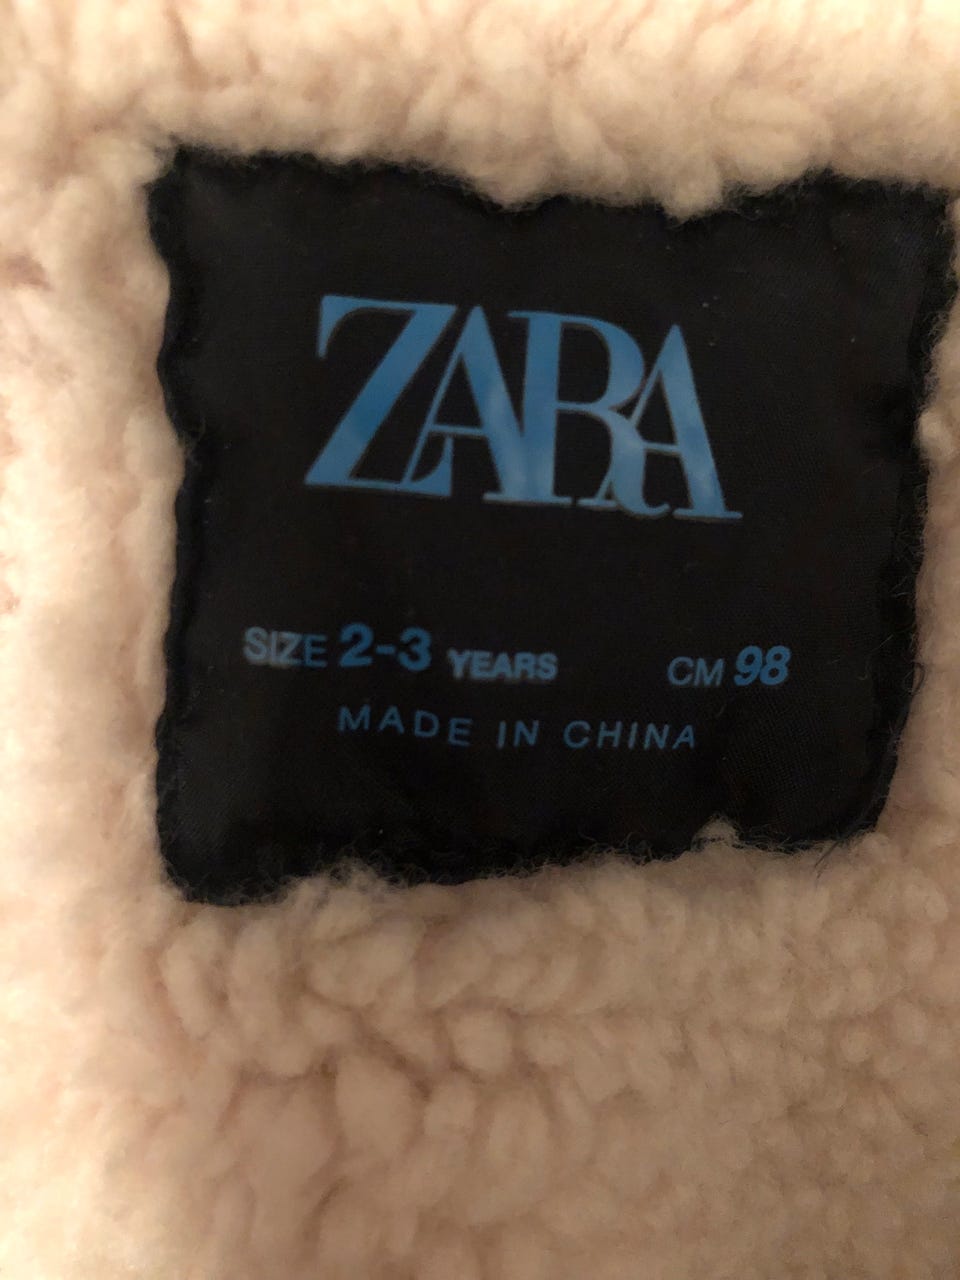 ZARA
SIZE 2-3 YEARS CM 98
MADE IN CHINA